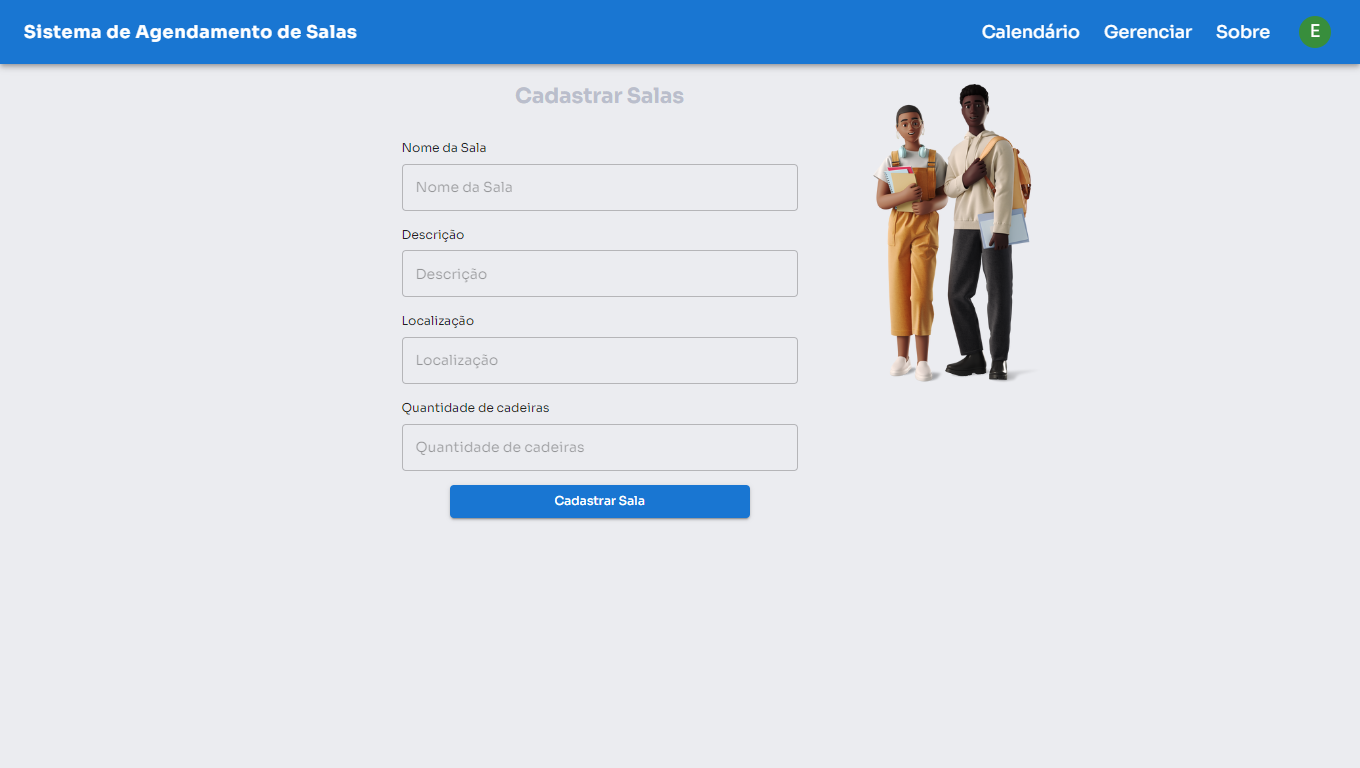 Sistema de Agendamento de Salas
Calendário Gerenciar Sobre E
Cadastrar Salas
Nome da Sala
Nome da Sala
Descrição
Descrição
Localização
Localização
Quantidade de cadeiras
Quantidade de cadeiras
Cadastrar Sala